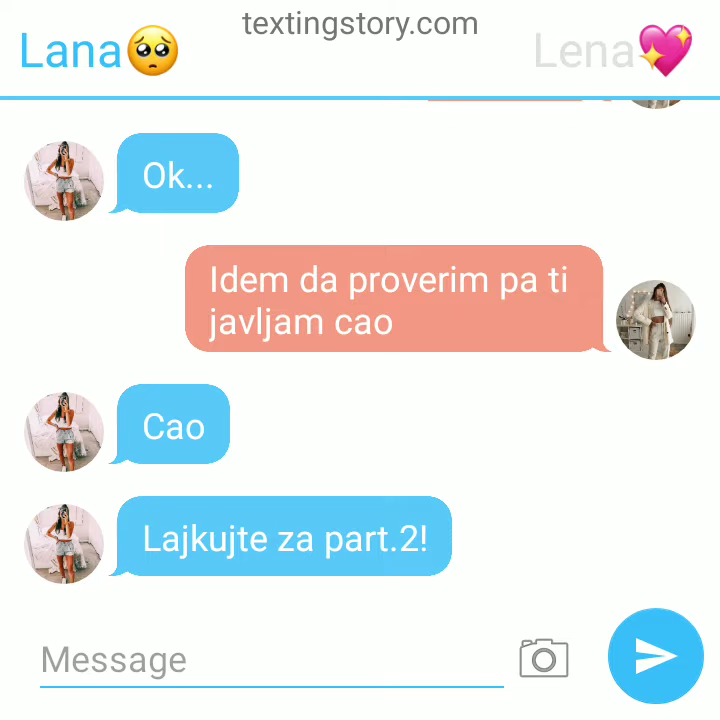 textingstory.com
Lana🥺
Lena💖
Ok...
Idem da proverim pa ti
javljam cao
Cao
Lajkujte za part.2!
Message